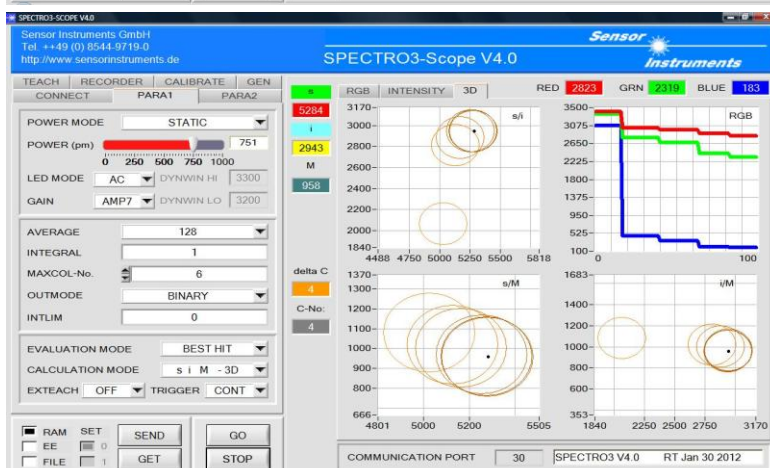 SPECTRO3-SCOPE V4.0
Sensor Instruments GmbH
Tel. ++49 (0) 8544-9719-0
http://www.sensorinstruments.de
SPECTRO3-Scope V4.0
Sensor
Instruments
TEACH RECORDER CALIBRATE GEN
CONNECT PARA1 PARA2
POWER MODE STATIC
POWER (pm) 751
0 250 500 750 1000
LED MODE AC DYNWIN HI 3300
GAIN AMP7 DYNWIN LO 3200
AVERAGE 128
INTEGRAL 1
MAXCOL-No. 6
OUTMODE BINARY
INTLIM 0
EVALUATION MODE BEST HIT
CALCULATION MODE s i M - 3D
EXTEACH OFF TRIGGER CONT
RAM SET SEND GO
EE 0
FILE 1 GET STOP
s
5284
i
2943
M
958
delta C
4
C-No:
4
RGB INTENSITY 3D RED 2823 GRN 2319 BLUE 183
s/i
3170
3000
2800
2600
2400
2200
2000
1840
4488 4750 5000 5250 5500 5818
RGB
3500
3075
2650
2225
1800
1375
950
525
100
0 100
s/M
1370
1300
1200
1100
1000
900
800
666
4801 5000 5200 5505
i/M
1683
1400
1200
1000
800
600
353
1840 2250 2500 2750 3170
COMMUNICATION PORT 30 SPECTRO3 V4.0 RT Jan 30 2012